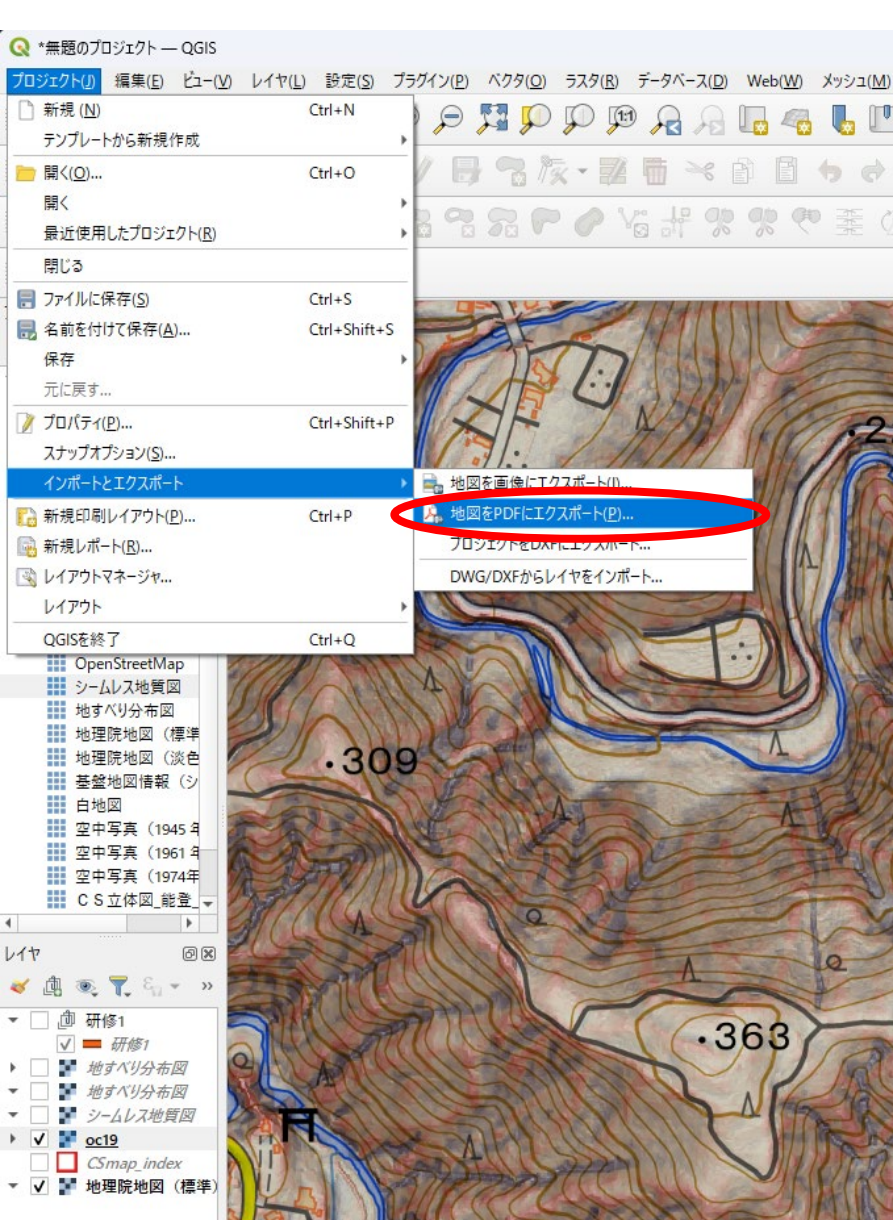 *無題のプロジェクト — QGIS
プロジェクト(J) 編集(E) ビュー(V) レイヤ(L) 設定(S) プラグイン(P) ベクタ(O) ラスタ(R) データベース(D) Web(W) メッシュ(M)
新規 (N) Ctrl+N
テンプレートから新規作成
開く(O)... Ctrl+O
開く
最近使用したプロジェクト(R)
閉じる
ファイルに保存(S) Ctrl+S
名前を付けて保存(A)... Ctrl+Shift+S
保存
元に戻す...
プロパティ(P)... Ctrl+Shift+P
スナップオプション(S)...
インポートとエクスポート
地図を画像にエクスポート(I)...
地図をPDFにエクスポート(P)...
プロジェクトをDXFにエクスポート...
DWG/DXFからレイヤをインポート...
新規印刷レイアウト(P)... Ctrl+P
新規レポート(R)...
レイアウトマネージャ...
レイアウト
QGISを終了 Ctrl+Q
OpenStreetMap
シームレス地質図
地すべり分布図
地理院地図（標準
地理院地図（淡色
基盤地図情報（シ
白地図
空中写真（1945 年
空中写真（1961 年
空中写真（1974年
ＣＳ立体図_能登_
レイヤ
研修1
研修1
地すべり分布図
地すべり分布図
シームレス地質図
oc19
CSmap_index
地理院地図（標準）
1:1
·2
·309
·363